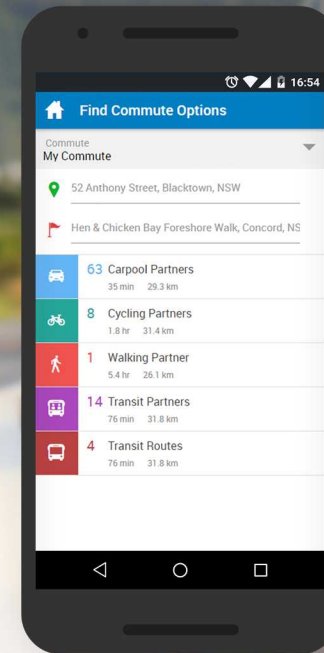 16:54
Find Commute Options
Commute
My Commute
52 Anthony Street, Blacktown, NSW
Hen & Chicken Bay Foreshore Walk, Concord, NS
63 Carpool Partners
35 min 29.3 km
8 Cycling Partners
1.8 hr 31.4 km
1 Walking Partner
5.4 hr 26.1 km
14 Transit Partners
76 min 31.8 km
4 Transit Routes
76 min 31.8 km